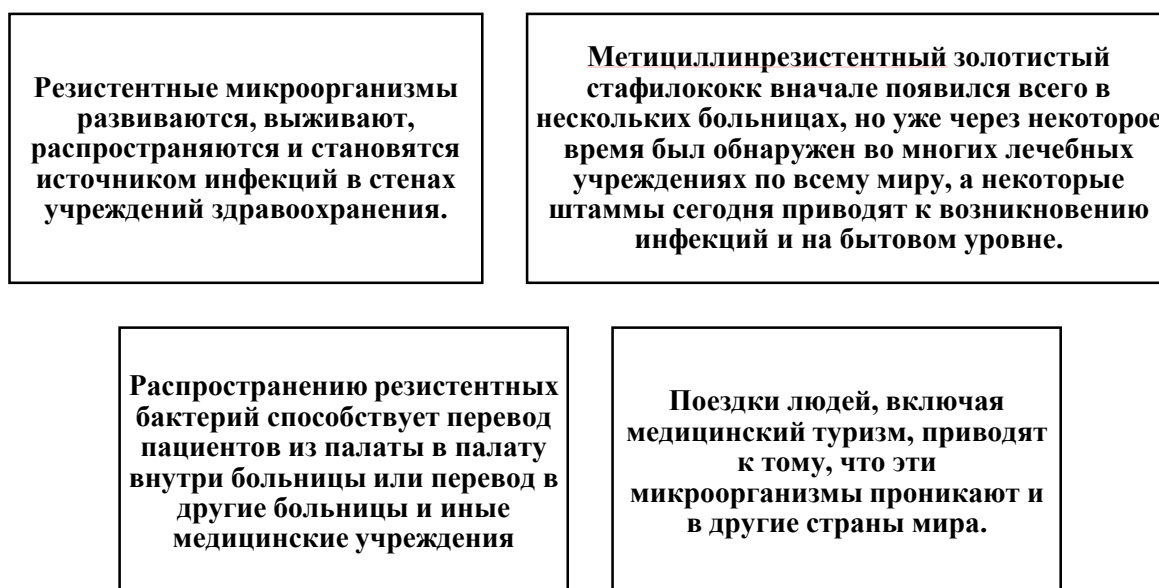 Резистентные микроорганизмы
развиваются, выживают,
распространяются и становятся
источником инфекций в стенах
учреждений здравоохранения.
Метициллинрезистентный золотистый
стафилококк вначале появился всего в
нескольких больницах, но уже через некоторое
время был обнаружен во многих лечебных
учреждениях по всему миру, а некоторые
штаммы сегодня приводят к возникновению
инфекций и на бытовом уровне.
Распространению резистентных
бактерий способствует перевод
пациентов из палаты в палату
внутри больницы или перевод в
другие больницы и иные
медицинские учреждения
Поездки людей, включая
медицинский туризм, приводят
к тому, что эти
микроорганизмы проникают и
в другие страны мира.